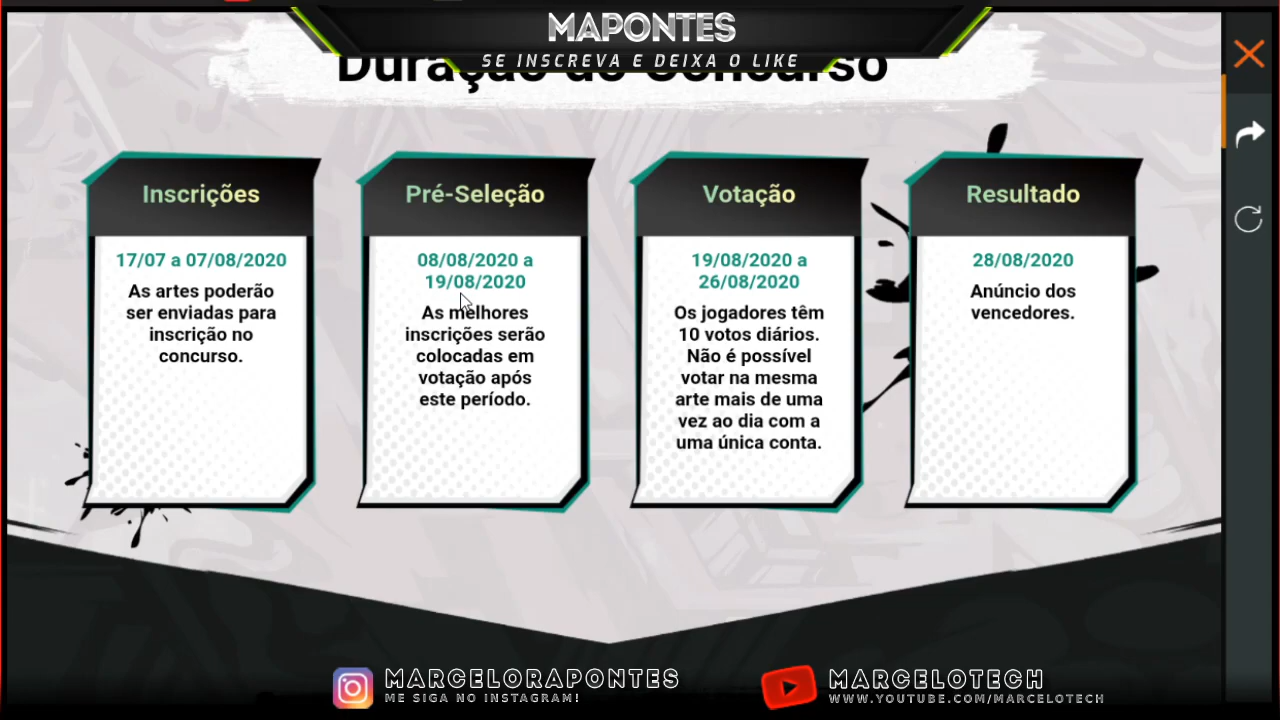 MAPONTES
SE INSCREVA E DEIXA O LIKE
Duração do Concurso
Inscrições
17/07 a 07/08/2020
As artes poderão
ser enviadas para
inscrição no
concurso.
Pré-Seleção
08/08/2020 a
19/08/2020
As melhores
inscrições serão
colocadas em
votação após
este período.
Votação
19/08/2020 a
26/08/2020
Os jogadores têm
10 votos diários.
Não é possível
votar na mesma
arte mais de uma
vez ao dia com a
uma única conta.
Resultado
28/08/2020
Anúncio dos
vencedores.
MARCELORAPONTES
ME SIGA NO INSTAGRAM!
MARCELOTECH
WWW.YOUTUBE.COM/MARCELOTECH